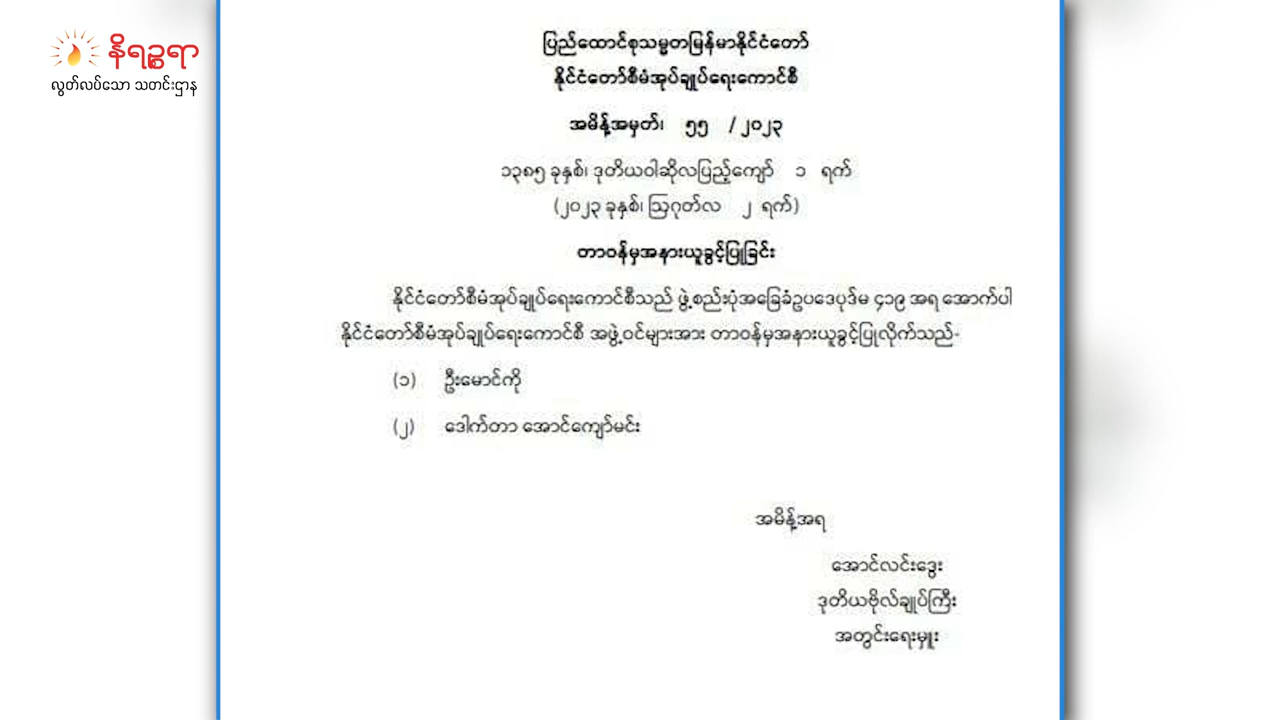 နိရဉ္စရာ
လွတ်လပ်သော သတင်းဌာန
ပြည်ထောင်စုသမ္မတမြန်မာနိုင်ငံတော်
နိုင်ငံတော်စီမံအုပ်ချုပ်ရေးကောင်စီ
အမိန့်အမှတ်၊ ၅၅ / ၂၀၂၃
၁၃၈၅ ခုနှစ်၊ ဒုတိယဝါဆိုလပြည့်ကျော် ၁ ရက်
(၂၀၂၃ ခုနှစ်၊ ဩဂုတ်လ ၂ ရက်)
တာဝန်မှအနားယူခွင့်ပြုခြင်း
နိုင်ငံတော်စီမံအုပ်ချုပ်ရေးကောင်စီသည် ဖွဲ့စည်းပုံအခြေခံဥပဒေပုဒ်မ ၄၁၉ အရ အောက်ပါ
နိုင်ငံတော်စီမံအုပ်ချုပ်ရေးကောင်စီ အဖွဲ့ဝင်များအား တာဝန်မှအနားယူခွင့်ပြုလိုက်သည်-
(၁) ဦးမောင်ကို
(၂) ဒေါက်တာ အောင်ကျော်မင်း
အမိန့်အရ
အောင်လင်းဒွေး
ဒုတိယဗိုလ်ချုပ်ကြီး
အတွင်းရေးမှူး